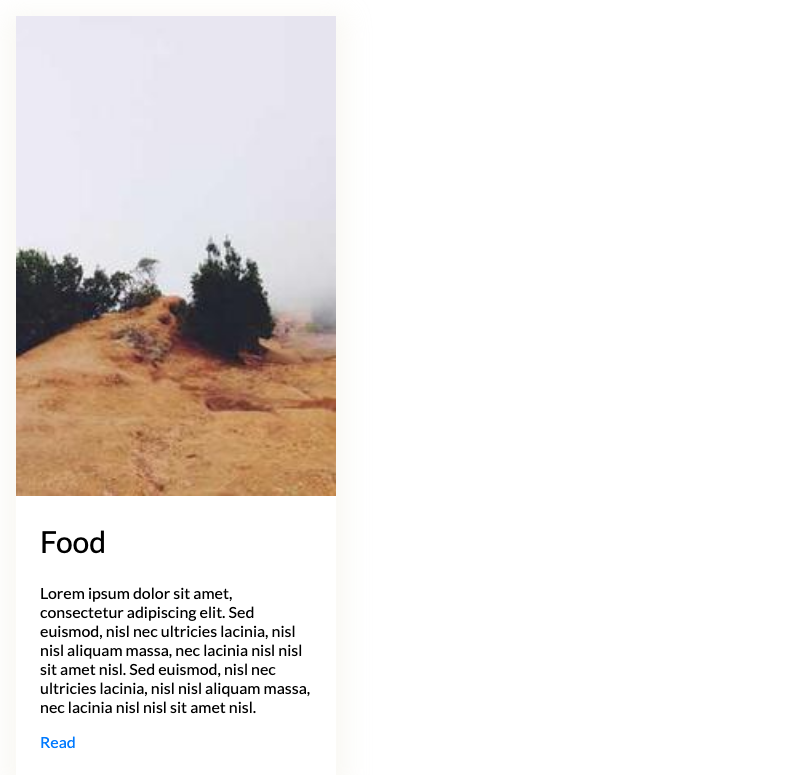 Food
Lorem ipsum dolor sit amet,
consectetur adipiscing elit. Sed
euismod, nisl nec ultricies lacinia, nisl
nisl aliquam massa, nec lacinia nisl nisl
sit amet nisl. Sed euismod, nisl nec
ultricies lacinia, nisl nisl aliquam massa,
nec lacinia nisl nisl sit amet nisl.
Read